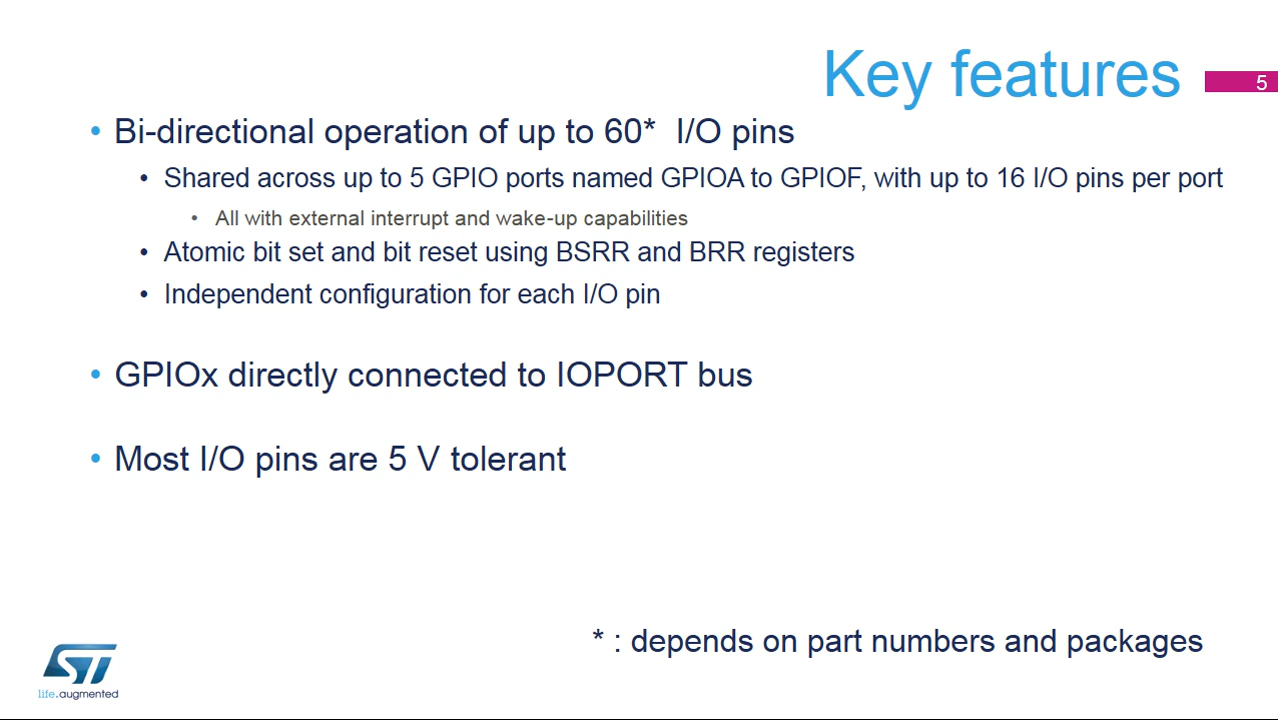 Key features
5
• Bi-directional operation of up to 60* I/O pins
• Shared across up to 5 GPIO ports named GPIOA to GPIOF, with up to 16 I/O pins per port
• All with external interrupt and wake-up capabilities
• Atomic bit set and bit reset using BSRR and BRR registers
• Independent configuration for each I/O pin
• GPIOx directly connected to IOPORT bus
• Most I/O pins are 5 V tolerant
* : depends on part numbers and packages
ST
life.augmented